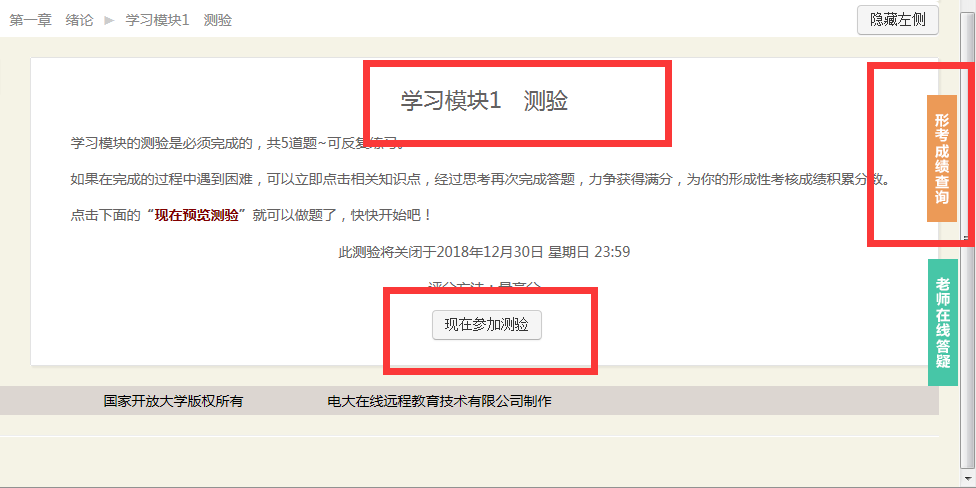 第一章 绪论 ▶ 学习模块1 测验
隐藏左侧
学习模块1 测验
学习模块的测验是必须完成的，共5道题~可反复练习。
如果在完成的过程中遇到困难，可以立即点击相关知识点，经过思考再次完成答题，力争获得满分，为你的形成性考核成绩积累分数。
点击下面的“现在预览测验”就可以做题了，快快开始吧！
此测验将关闭于2018年12月30日 星期日 23:59
评分方法：最高分
现在参加测验
形考成绩查询
老师在线答疑
国家开放大学版权所有 电大在线远程教育技术有限公司制作